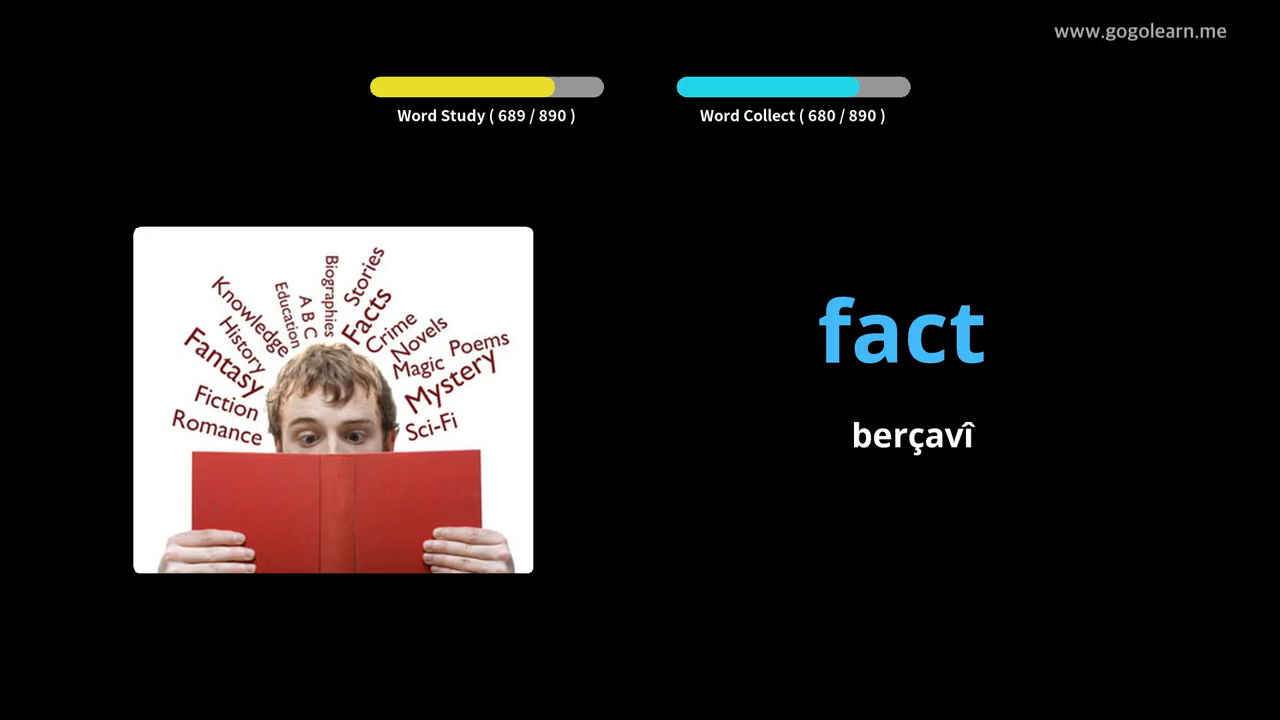 www.gogolearn.me
Word Study ( 689 / 890 )
Word Collect ( 680 / 890 )
Romance
Fiction
Fantasy
History
Knowledge
Education
A B C
Biographies
Stories
Facts
Crime
Novels
Magic
Poems
Mystery
Sci-Fi
fact
berçavî